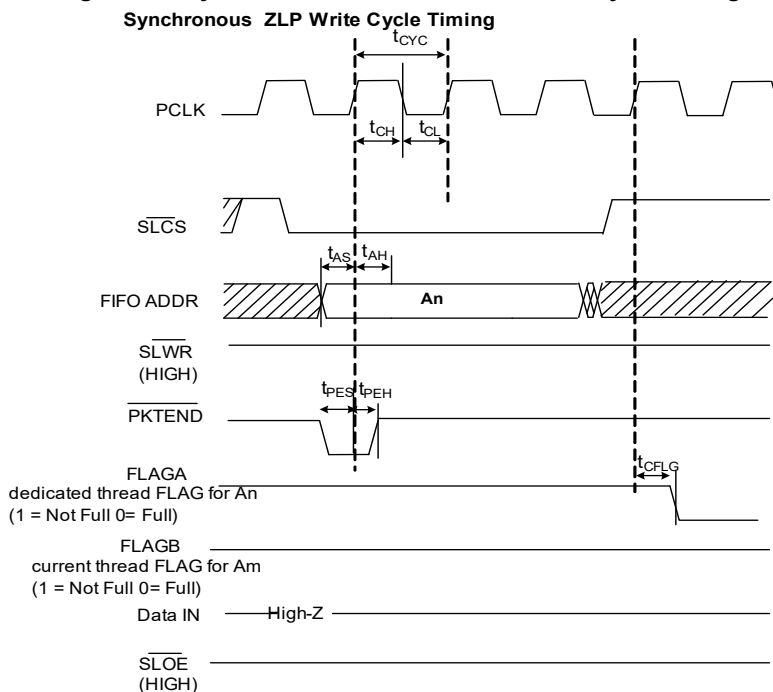 Synchronous ZLP Write Cycle Timing
tCYC
PCLK
tCH
tCL
SLCS
tAS
tAH
FIFO ADDR
An
SLWR
(HIGH)
tPES
tPEH
PKTEND
FLAGA
dedicated thread FLAG for An
(1 = Not Full 0= Full)
tCFLG
FLAGB
current thread FLAG for Am
(1 = Not Full 0= Full)
Data IN
High-Z
SLOE
(HIGH)